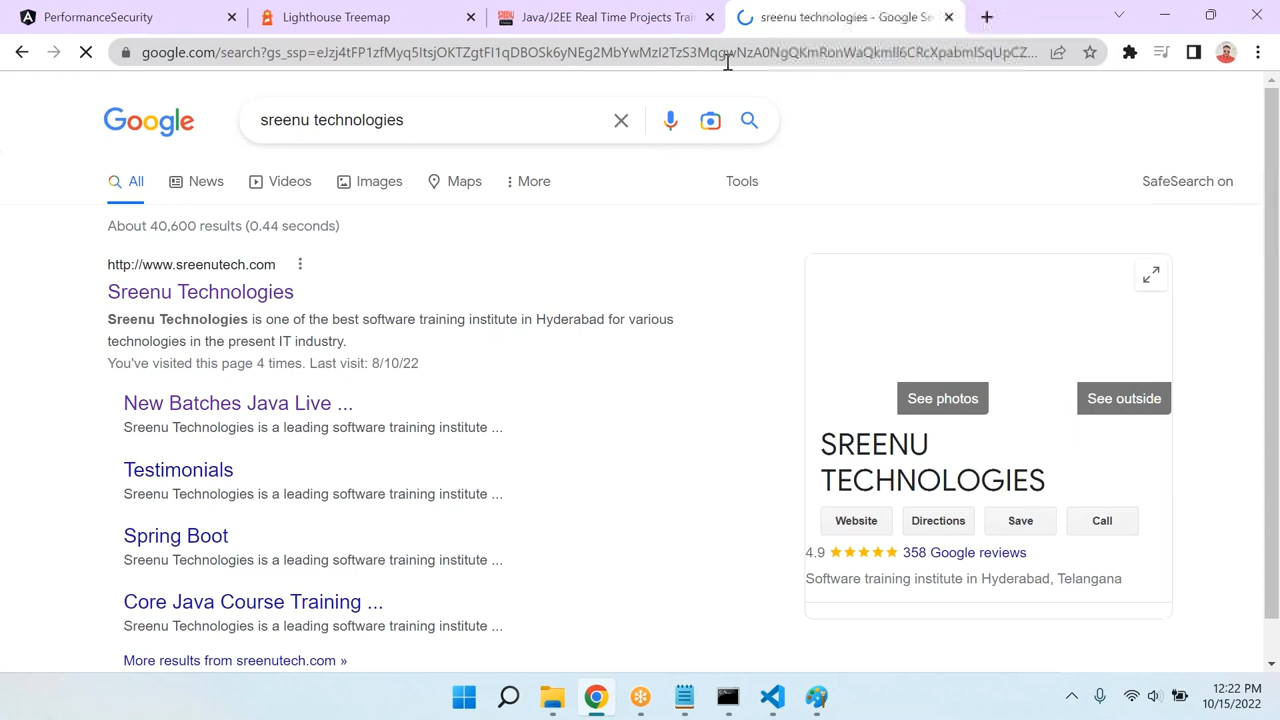 PerformanceSecurity
Lighthouse Treemap
Java/J2EE Real Time Projects Trai
sreenu technologies - Google Se
Google
sreenu technologies
All
News
Videos
Images
Maps
More
Tools
SafeSearch on
About 40,600 results (0.44 seconds)
http://www.sreenutech.com
Sreenu Technologies
Sreenu Technologies is one of the best software training institute in Hyderabad for various
technologies in the present IT industry.
You've visited this page 4 times. Last visit: 8/10/22
New Batches Java Live ...
Sreenu Technologies is a leading software training institute ...
Testimonials
Sreenu Technologies is a leading software training institute ...
Spring Boot
Sreenu Technologies is a leading software training institute ...
Core Java Course Training ...
Sreenu Technologies is a leading software training institute ...
More results from sreenutech.com »
See photos
See outside
SREENU
TECHNOLOGIES
Website
Directions
Save
Call
4.9
358 Google reviews
Software training institute in Hyderabad, Telangana
12:22 PM
10/15/2022